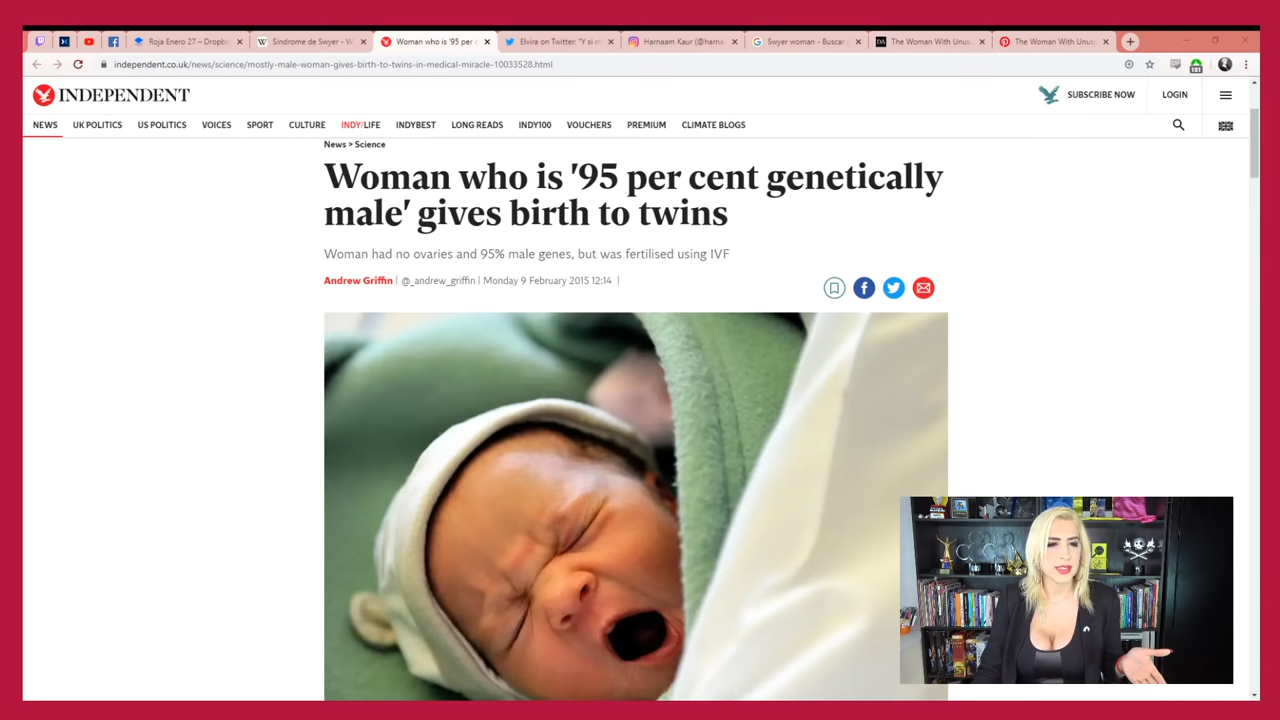 Roja Enero 27 – Dropbo
Síndrome de Swyer - W
Woman who is '95 per c
Elvira on Twitter: "Y si m
Harnaam Kaur (@harna
Swyer woman - Buscar
The Woman With Unus
The Woman With Unus
independent.co.uk/news/science/mostly-male-woman-gives-birth-to-twins-in-medical-miracle-10033528.html
INDEPENDENT
SUBSCRIBE NOW
LOGIN
NEWS UK POLITICS US POLITICS VOICES SPORT CULTURE INDY/LIFE INDYBEST LONG READS INDY100 VOUCHERS PREMIUM CLIMATE BLOGS
News > Science
Woman who is '95 per cent genetically
male' gives birth to twins
Woman had no ovaries and 95% male genes, but was fertilised using IVF
Andrew Griffin | @_andrew_griffin | Monday 9 February 2015 12:14 |